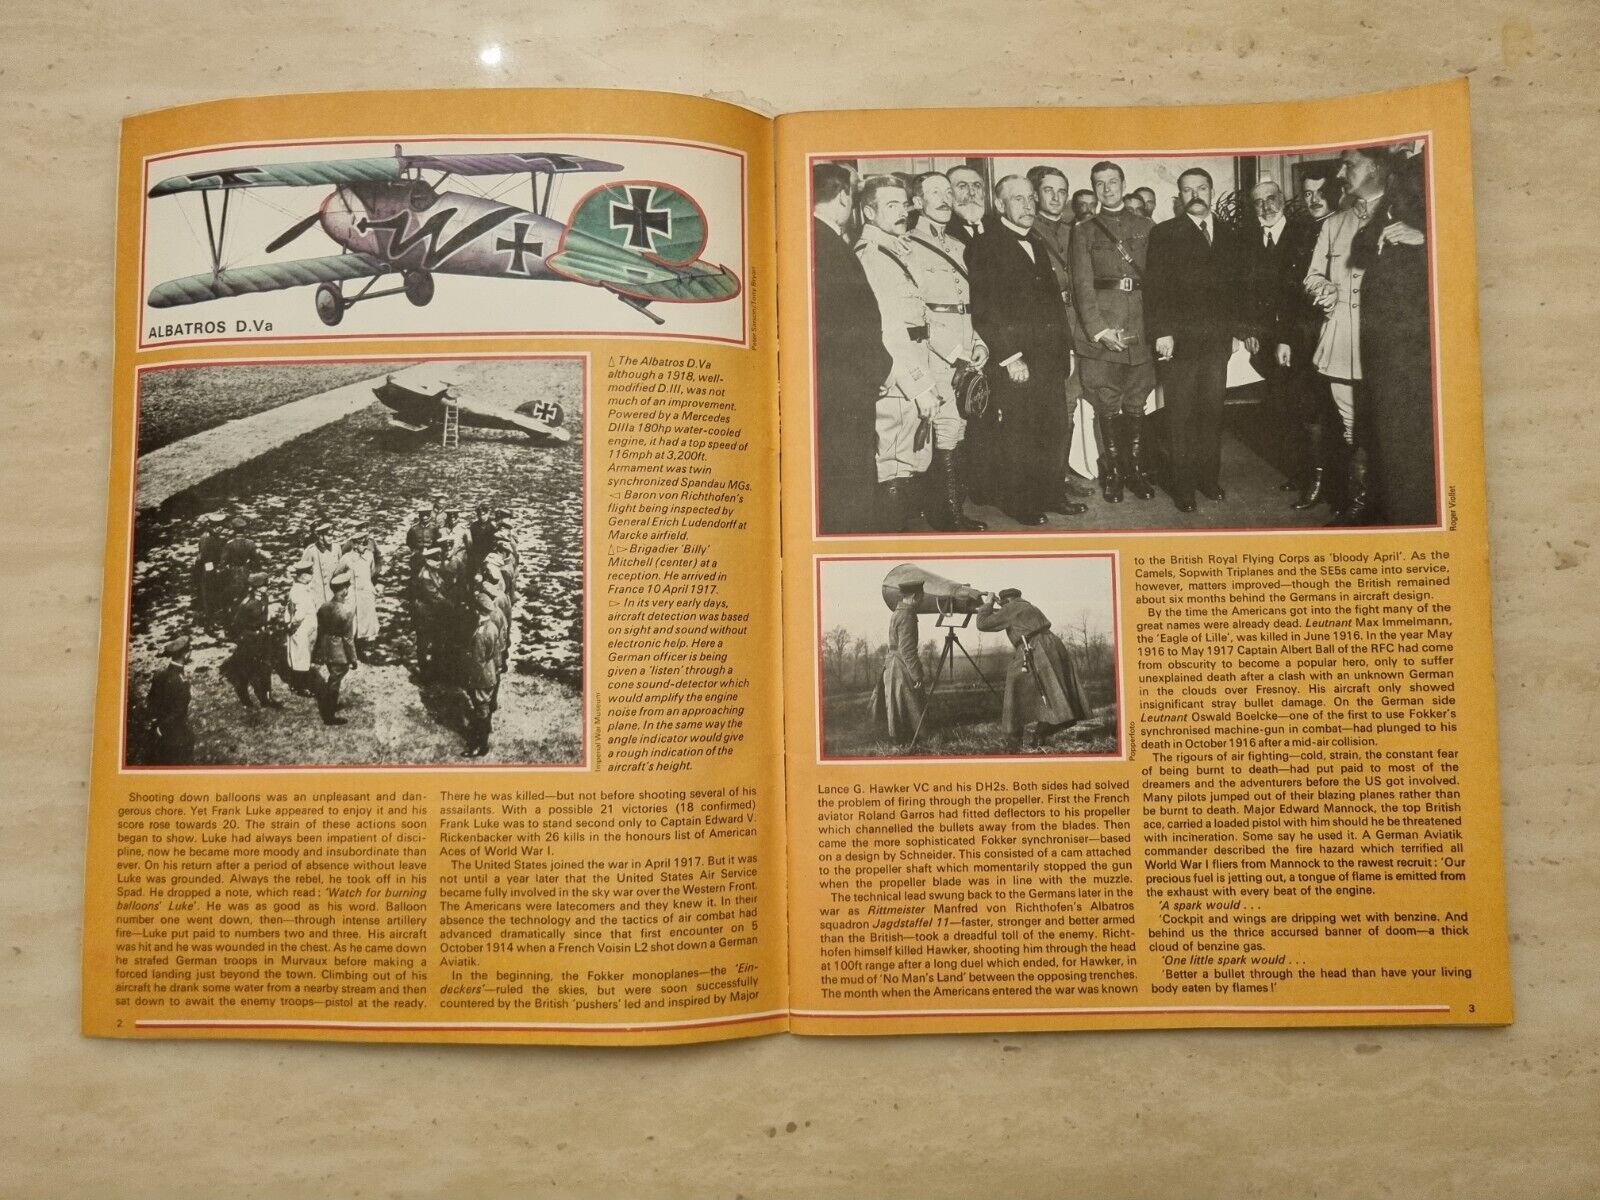 W
ALBATROS D.Va
Peter Sarson/Tony Bryan
△ The Albatros D.Va
although a 1918, well-
modified D.III, was not
much of an improvement.
Powered by a Mercedes
DIIIa 180hp water-cooled
engine, it had a top speed of
116mph at 3,200ft.
Armament was twin
synchronized Spandau MGs.
◁ Baron von Richthofen's
flight being inspected by
General Erich Ludendorff at
Marcke airfield.
△▷ Brigadier 'Billy'
Mitchell (center) at a
reception. He arrived in
France 10 April 1917.
▷ In its very early days,
aircraft detection was based
on sight and sound without
electronic help. Here a
German officer is being
given a 'listen' through a
cone sound-detector which
would amplify the engine
noise from an approaching
plane. In the same way the
angle indicator would give
a rough indication of the
aircraft's height.
Imperial War Museum
Shooting down balloons was an unpleasant and dan-
gerous chore. Yet Frank Luke appeared to enjoy it and his
score rose towards 20. The strain of these actions soon
began to show. Luke had always been impatient of disci-
pline, now he became more moody and insubordinate than
ever. On his return after a period of absence without leave
Luke was grounded. Always the rebel, he took off in his
Spad. He dropped a note, which read: 'Watch for burning
balloons' Luke'. He was as good as his word. Balloon
number one went down, then—through intense artillery
fire—Luke put paid to numbers two and three. His aircraft
was hit and he was wounded in the chest. As he came down
he strafed German troops in Murvaux before making a
forced landing just beyond the town. Climbing out of his
aircraft he drank some water from a nearby stream and then
sat down to await the enemy troops—pistol at the ready.
There he was killed—but not before shooting several of his
assailants. With a possible 21 victories (18 confirmed)
Frank Luke was to stand second only to Captain Edward V.
Rickenbacker with 26 kills in the honours list of American
Aces of World War I.
The United States joined the war in April 1917. But it was
not until a year later that the United States Air Service
became fully involved in the sky war over the Western Front.
The Americans were latecomers and they knew it. In their
absence the technology and the tactics of air combat had
advanced dramatically since that first encounter on 5
October 1914 when a French Voisin L2 shot down a German
Aviatik.
In the beginning, the Fokker monoplanes—the 'Ein-
deckers'—ruled the skies, but were soon successfully
countered by the British 'pushers' led and inspired by Major
2
Roger Viollet
Popperfoto
Lance G. Hawker VC and his DH2s. Both sides had solved
the problem of firing through the propeller. First the French
aviator Roland Garros had fitted deflectors to his propeller
which channelled the bullets away from the blades. Then
came the more sophisticated Fokker synchroniser—based
on a design by Schneider. This consisted of a cam attached
to the propeller shaft which momentarily stopped the gun
when the propeller blade was in line with the muzzle.
The technical lead swung back to the Germans later in the
war as Rittmeister Manfred von Richthofen's Albatros
squadron Jagdstaffel 11—faster, stronger and better armed
than the British—took a dreadful toll of the enemy. Richt-
hofen himself killed Hawker, shooting him through the head
at 100ft range after a long duel which ended, for Hawker, in
the mud of 'No Man's Land' between the opposing trenches.
The month when the Americans entered the war was known
to the British Royal Flying Corps as 'bloody April'. As the
Camels, Sopwith Triplanes and the SE5s came into service,
however, matters improved—though the British remained
about six months behind the Germans in aircraft design.
By the time the Americans got into the fight many of the
great names were already dead. Leutnant Max Immelmann,
the 'Eagle of Lille', was killed in June 1916. In the year May
1916 to May 1917 Captain Albert Ball of the RFC had come
from obscurity to become a popular hero, only to suffer
unexplained death after a clash with an unknown German
in the clouds over Fresnoy. His aircraft only showed
insignificant stray bullet damage. On the German side
Leutnant Oswald Boelcke—one of the first to use Fokker's
synchronised machine-gun in combat—had plunged to his
death in October 1916 after a mid-air collision.
The rigours of air fighting—cold, strain, the constant fear
of being burnt to death—had put paid to most of the
dreamers and the adventurers before the US got involved.
Many pilots jumped out of their blazing planes rather than
be burnt to death. Major Edward Mannock, the top British
ace, carried a loaded pistol with him should he be threatened
with incineration. Some say he used it. A German Aviatik
commander described the fire hazard which terrified all
World War I fliers from Mannock to the rawest recruit: 'Our
precious fuel is jetting out, a tongue of flame is emitted from
the exhaust with every beat of the engine.
'A spark would . . .
'Cockpit and wings are dripping wet with benzine. And
behind us the thrice accursed banner of doom—a thick
cloud of benzine gas.
'One little spark would . . .
'Better a bullet through the head than have your living
body eaten by flames!'
3